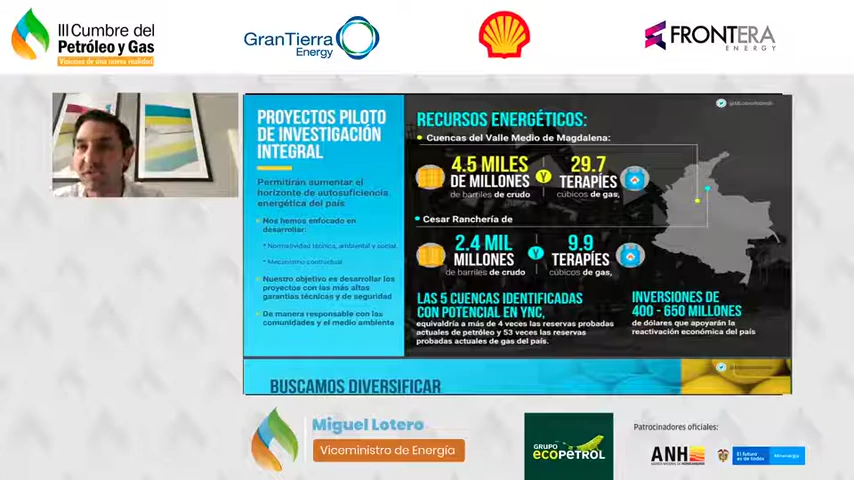 III Cumbre del
Petróleo y Gas
Visiones de una nueva realidad
GranTierra
Energy
FRONTERA
ENERGY
PROYECTOS PILOTO
DE INVESTIGACIÓN
INTEGRAL
Permitirán aumentar el
horizonte de autosuficiencia
energética del país
Nos hemos enfocado en
desarrollar:
* Normatividad técnica, ambiental y social.
* Mecanismo contractual
Nuestro objetivo es desarrollar los
proyectos con las más altas
garantías técnicas y de seguridad
De manera responsable con las
comunidades y el medio ambiente
RECURSOS ENERGÉTICOS:
Cuencas del Valle Medio de Magdalena:
4.5 MILES
DE MILLONES
de barriles de crudo
Y
29.7
TERAPÍES
cúbicos de gas,
Cesar Ranchería de
2.4 MIL
MILLONES
de barriles de crudo
Y
9.9
TERAPÍES
cúbicos de gas,
LAS 5 CUENCAS IDENTIFICADAS
CON POTENCIAL EN YNC,
equivaldría a más de 4 veces las reservas probadas
actuales de petróleo y 53 veces las reservas
probadas actuales de gas del país.
INVERSIONES DE
400 - 650 MILLONES
de dólares que apoyarán la
reactivación económica del país
BUSCAMOS DIVERSIFICAR
Miguel Lotero
Viceministro de Energía
GRUPO
ecoPETROL
Patrocinadores oficiales:
ANH
El futuro
es de todos
Minenergía